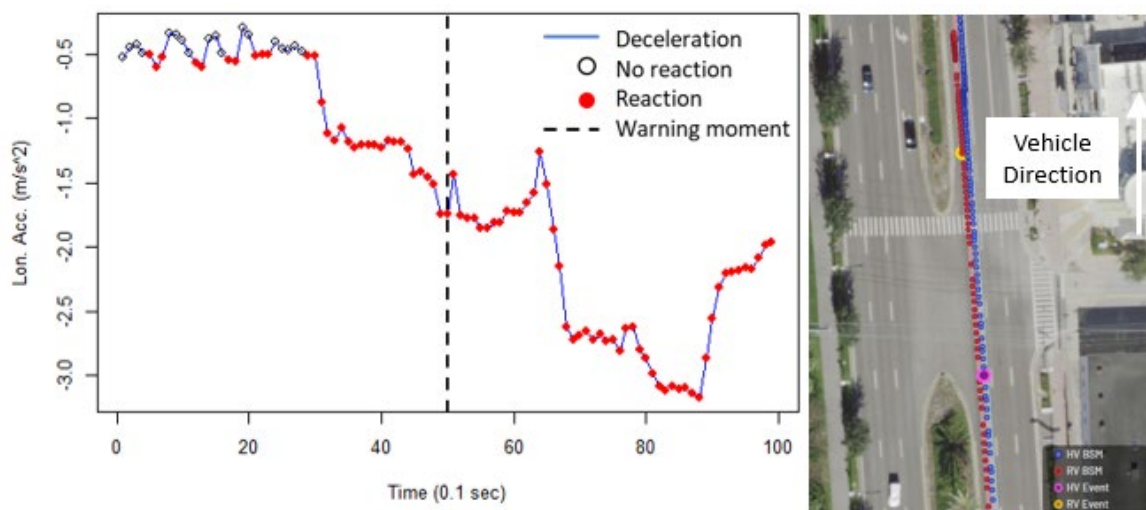 Lon. Acc. (m/s^2)
-0.5
-1.0
-1.5
-2.0
-2.5
-3.0
0
20
40
60
80
100
Time (0.1 sec)
Deceleration
No reaction
Reaction
Warning moment
Vehicle
Direction
HV BSM
RV BSM
HV Event
RV Event